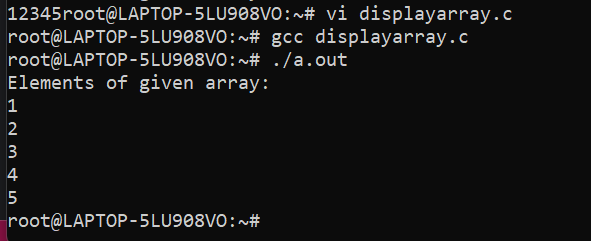 12345root@LAPTOP-5LU908VO:~# vi displayarray.c
root@LAPTOP-5LU908VO:~# gcc displayarray.c
root@LAPTOP-5LU908VO:~# ./a.out
Elements of given array:
1
2
3
4
5
root@LAPTOP-5LU908VO:~#